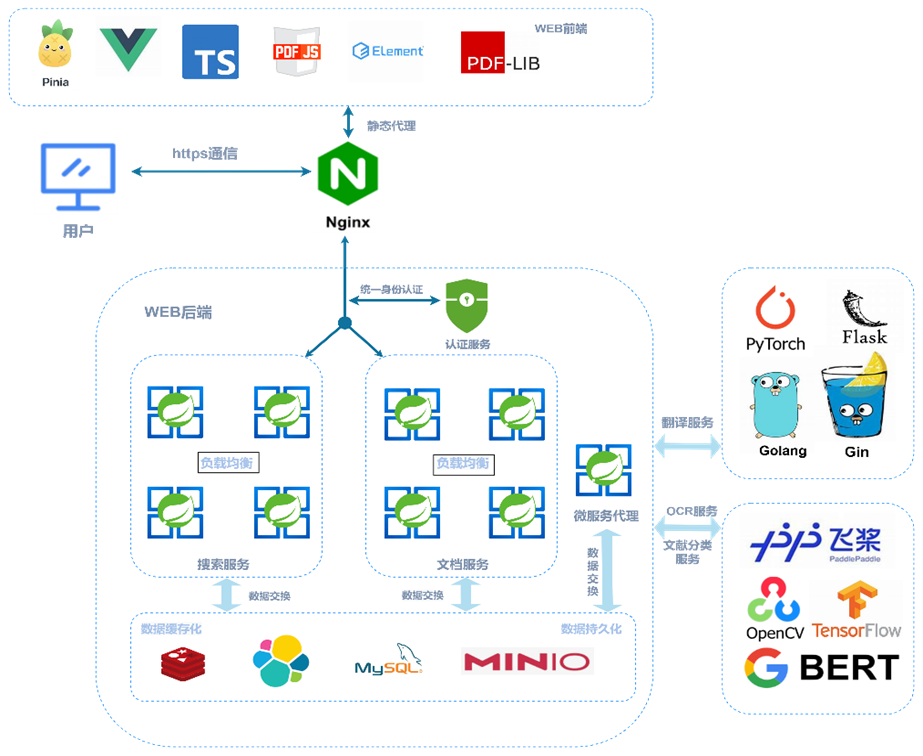 WEB前端
Pinia
TS
PDF JS
Element
PDF-LIB
静态代理
https通信
用户
Nginx
WEB后端
统一身份认证
认证服务
负载均衡
搜索服务
负载均衡
文档服务
微服务代理
翻译服务
PyTorch
Flask
Golang
Gin
OCR服务
文献分类
服务
飞桨
PaddlePaddle
OpenCV
TensorFlow
BERT
数据交换
数据交换
数据交换
数据缓存化
数据持久化
MySQL
MINIO